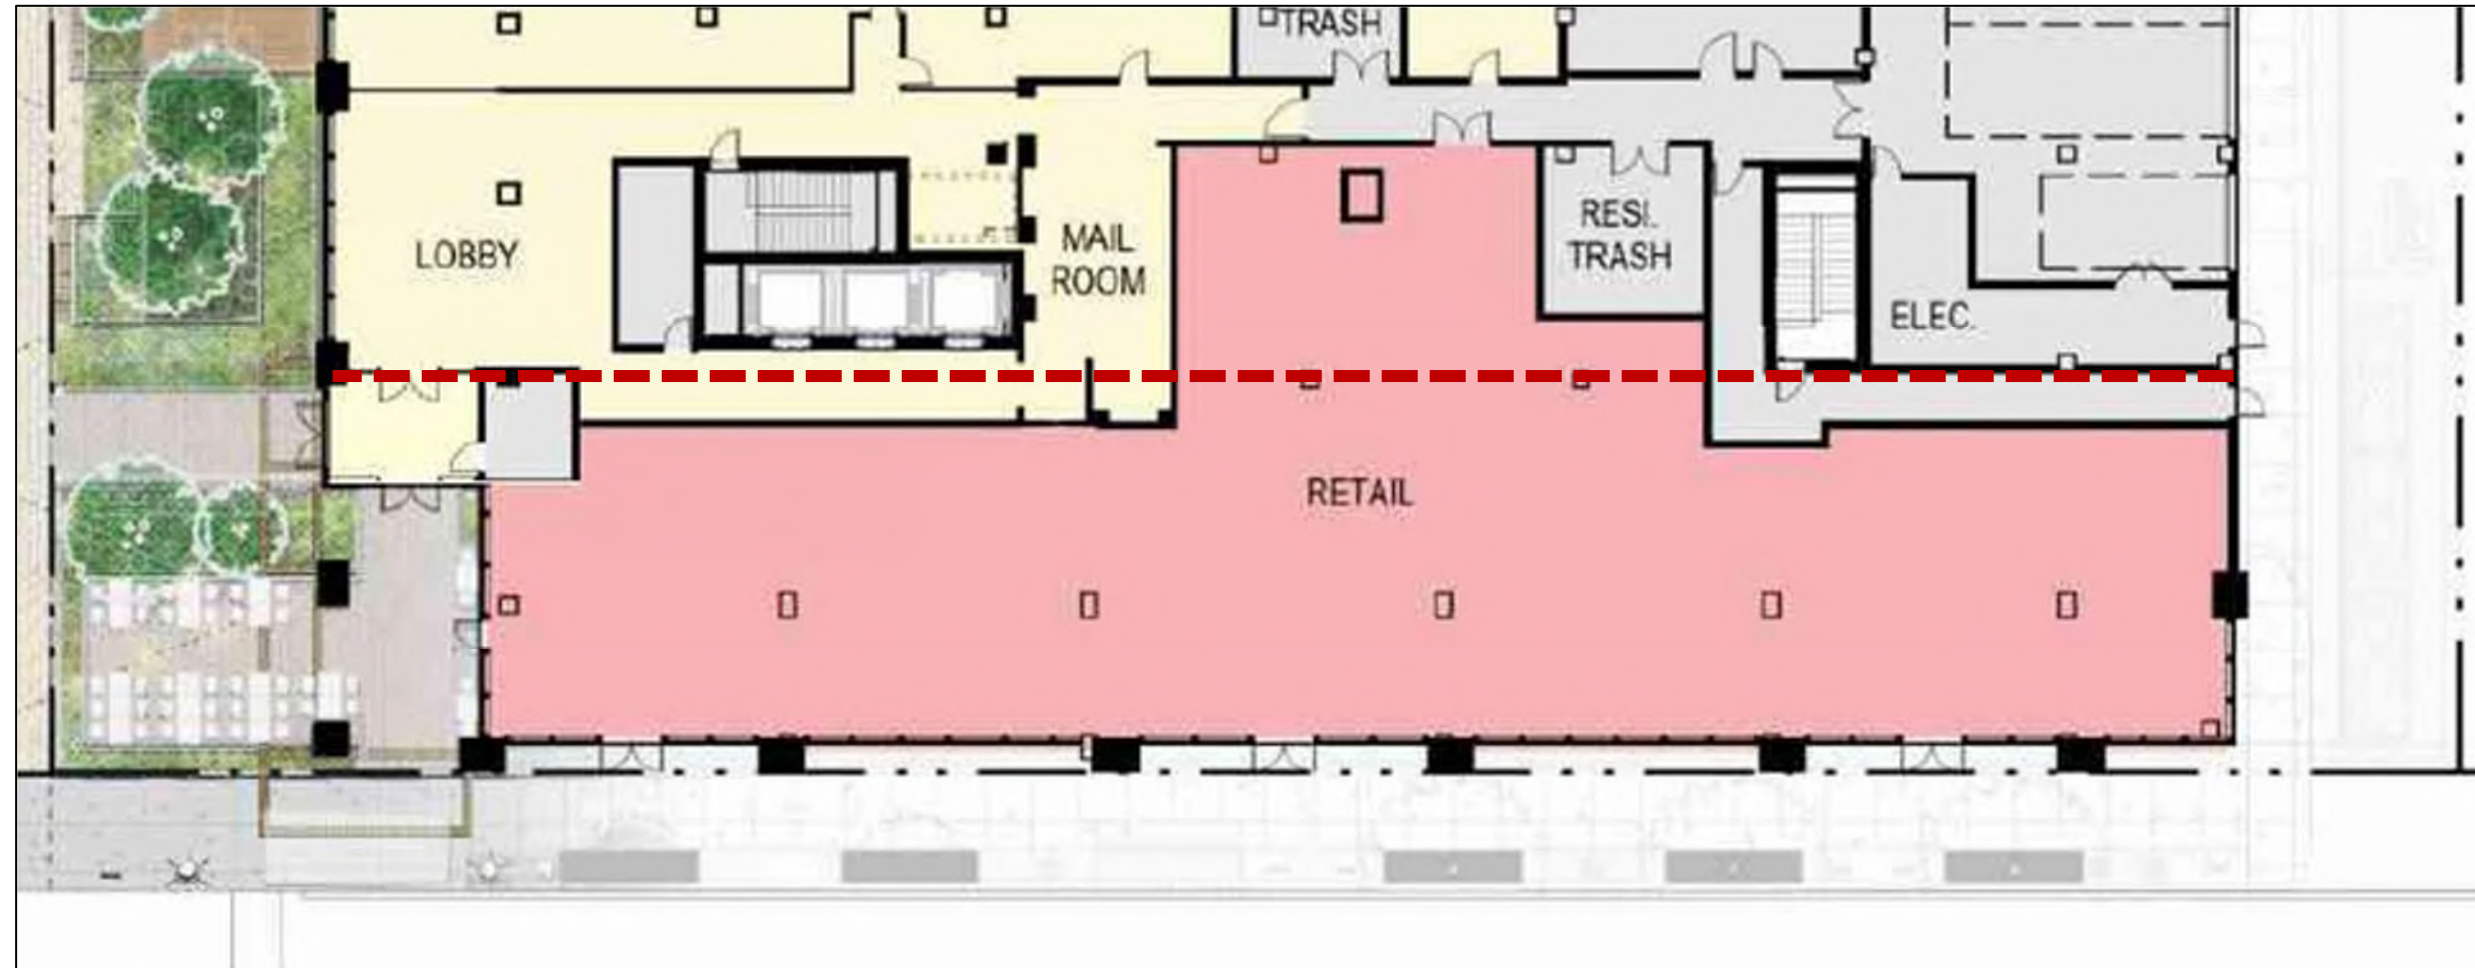 TRASH
LOBBY
MAIL
ROOM
RESI.
TRASH
ELEC.
RETAIL